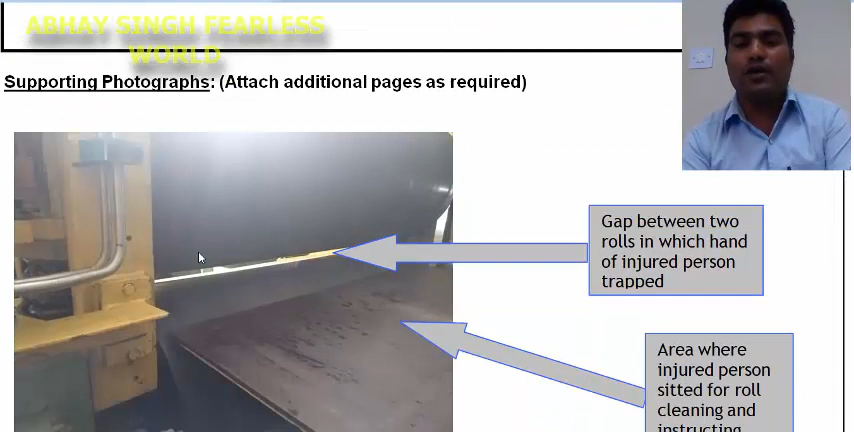 ABHAY SINGH FEARLESS
WORLD
Supporting Photographs: (Attach additional pages as required)
Gap between two
rolls in which hand
of injured person
trapped
Area where
injured person
sitted for roll
cleaning and
instructing